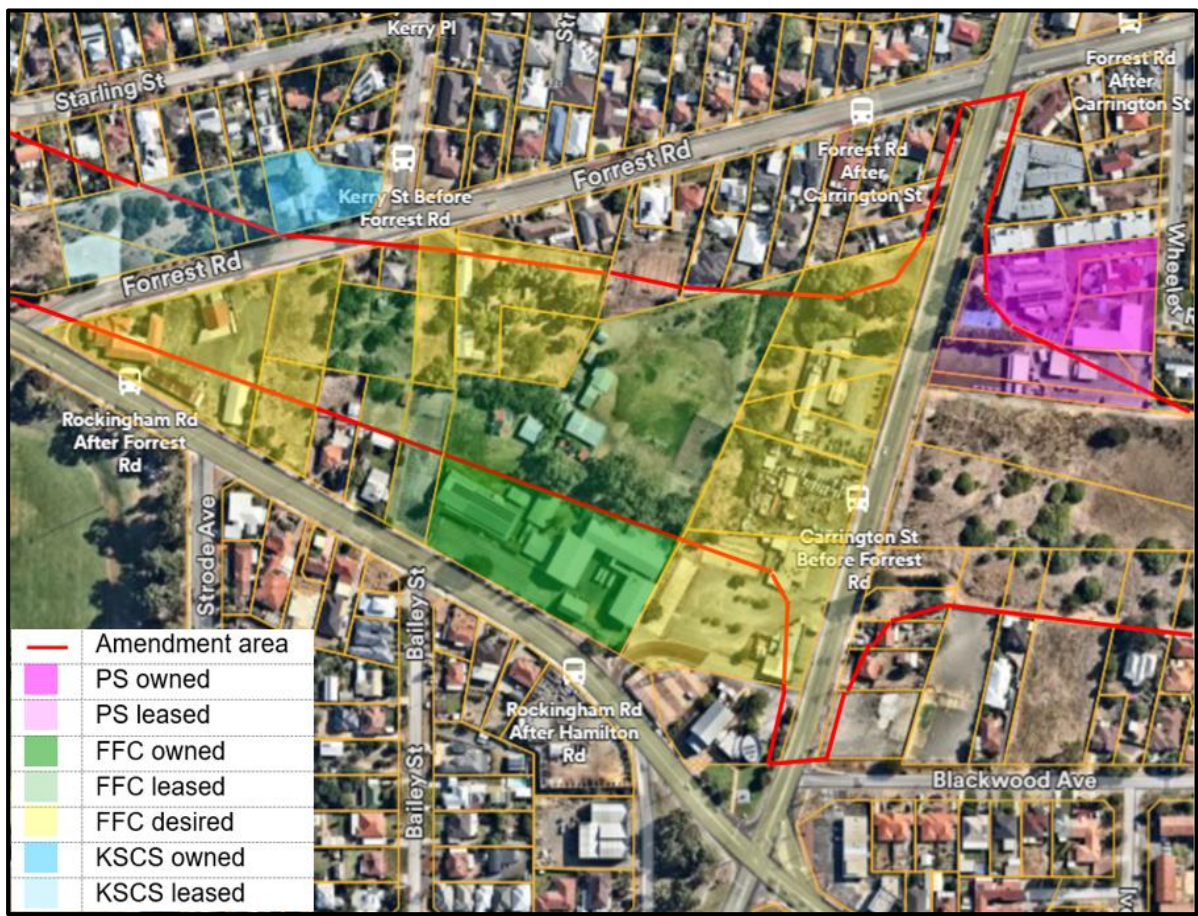 Kerry Pl
Starling St
Forrest Rd
After
Carrington St
Forrest Rd
Forrest Rd
After
Carrington St
Kerry St Before
Forrest Rd
Forrest Rd
Rockingham Rd
After Forrest
Rd
Strode Ave
Bailey St
Carrington St
Before Forrest
Rd
Rockingham Rd
After Hamilton
Rd
Bailey St
Blackwood Ave
Amendment area
PS owned
PS leased
FFC owned
FFC leased
FFC desired
KSCS owned
KSCS leased